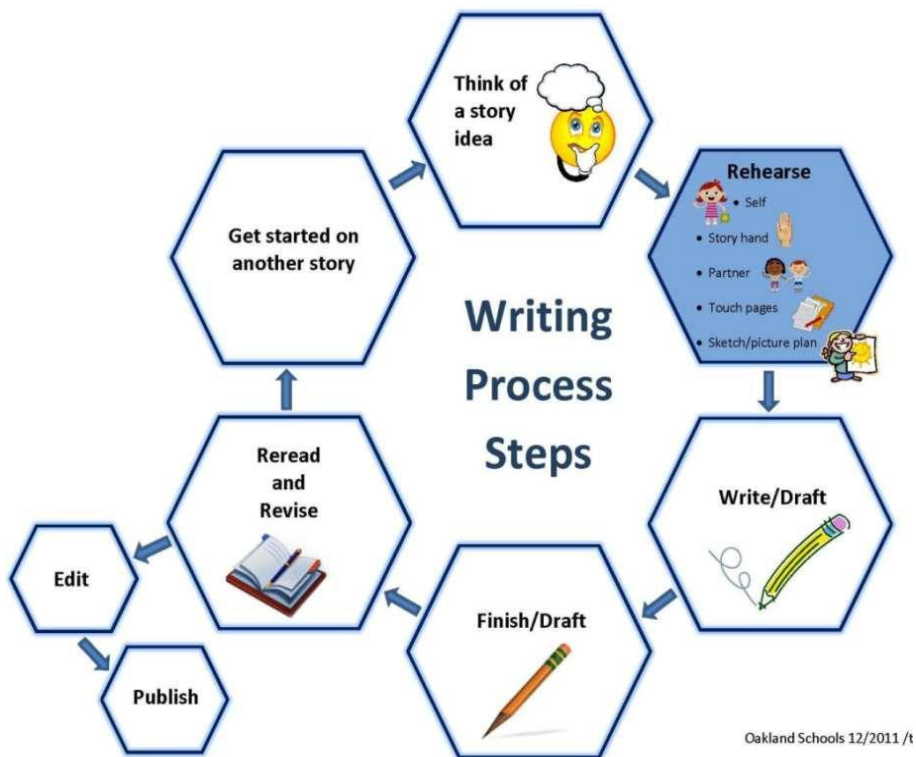 Think of
a story
idea
Rehearse
• Self
• Story hand
• Partner
• Touch pages
• Sketch/picture plan
Write/Draft
Finish/Draft
Reread
and
Revise
Edit
Publish
Get started on
another story
Writing
Process
Steps
Oakland Schools 12/2011 /t